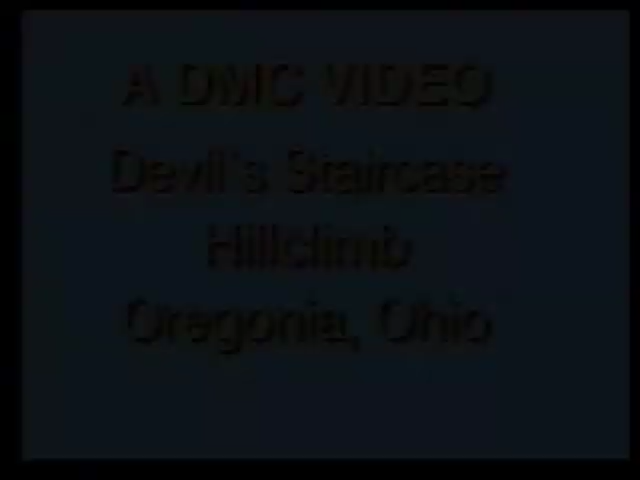 A DMC VIDEO
Devil's Staircase
Hillclimb
Oregonia, Ohio